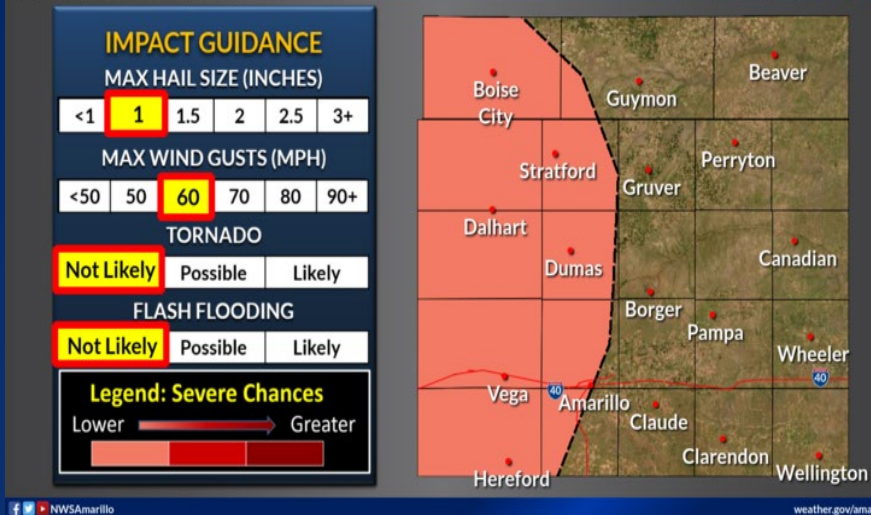 IMPACT GUIDANCE
MAX HAIL SIZE (INCHES)
<1 1 1.5 2 2.5 3+
MAX WIND GUSTS (MPH)
<50 50 60 70 80 90+
TORNADO
Not Likely Possible Likely
FLASH FLOODING
Not Likely Possible Likely
Legend: Severe Chances
Lower Greater
Boise City
Guymon
Beaver
Stratford
Gruver
Perryton
Dalhart
Dumas
Canadian
Borger
Pampa
Wheeler
40
Vega
40
Amarillo
Claude
Clarendon
Hereford
Wellington
NWSAmarillo
weather.gov/ama